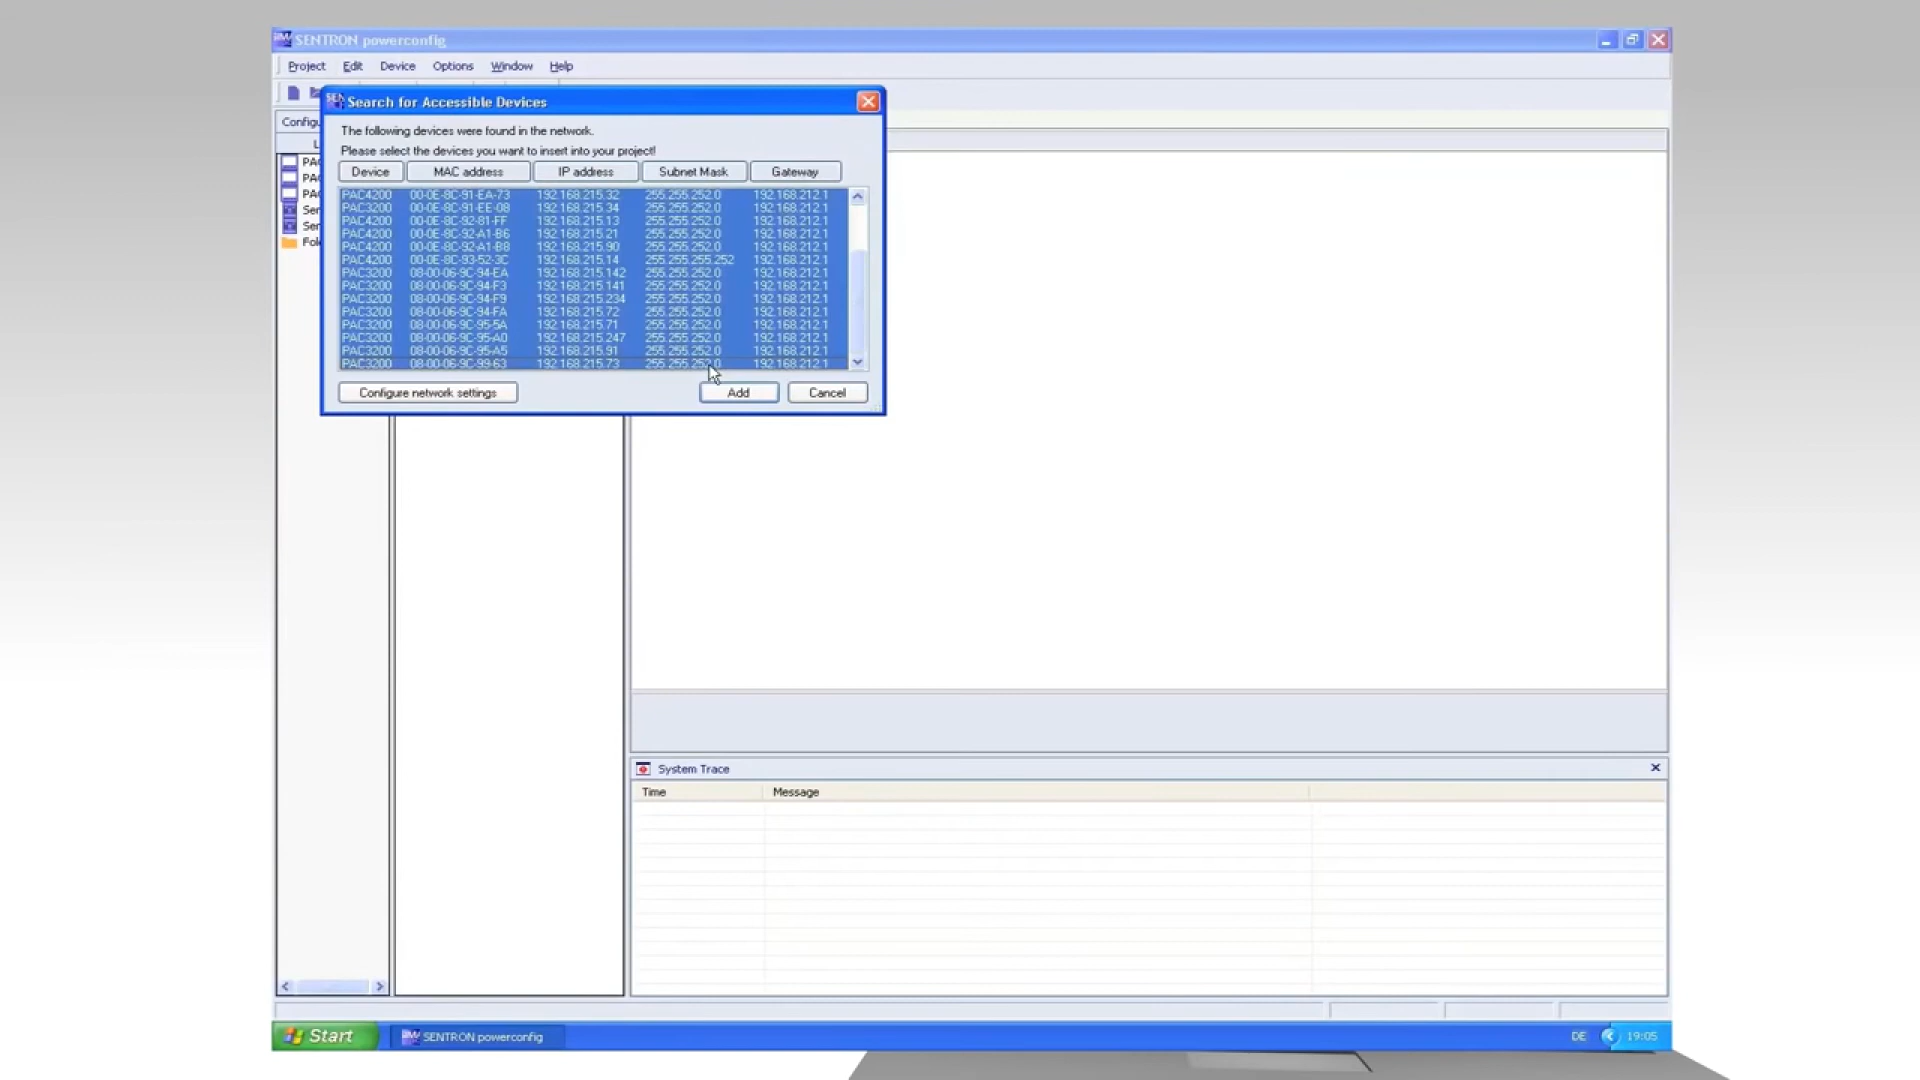 SENTRON powerconfig
Project Edit Device Options Window Help
Search for Accessible Devices
The following devices were found in the network.
Please select the devices you want to insert into your project!
Device MAC address IP address Subnet Mask Gateway
PAC4200 00-0E-8C-91-EA-73 192.168.215.32 255.255.252.0 192.168.212.1
PAC3200 00-0E-8C-91-EE-08 192.168.215.34 255.255.252.0 192.168.212.1
PAC4200 00-0E-8C-92-81-FF 192.168.215.13 255.255.252.0 192.168.212.1
PAC4200 00-0E-8C-92-A1-B6 192.168.215.21 255.255.252.0 192.168.212.1
PAC4200 00-0E-8C-92-A1-B8 192.168.215.90 255.255.252.0 192.168.212.1
PAC4200 00-0E-8C-93-52-3C 192.168.215.14 255.255.255.252 192.168.212.1
PAC3200 08-00-06-9C-94-EA 192.168.215.142 255.255.252.0 192.168.212.1
PAC3200 08-00-06-9C-94-F3 192.168.215.141 255.255.252.0 192.168.212.1
PAC3200 08-00-06-9C-94-F9 192.168.215.234 255.255.252.0 192.168.212.1
PAC3200 08-00-06-9C-94-FA 192.168.215.72 255.255.252.0 192.168.212.1
PAC3200 08-00-06-9C-95-5A 192.168.215.71 255.255.252.0 192.168.212.1
PAC3200 08-00-06-9C-95-A0 192.168.215.247 255.255.252.0 192.168.212.1
PAC3200 08-00-06-9C-95-A5 192.168.215.91 255.255.252.0 192.168.212.1
PAC3200 08-00-06-9C-99-63 192.168.215.73 255.255.252.0 192.168.212.1
Configure network settings Add Cancel
Configu
PA
PA
PA
Ser
Ser
Fol
System Trace
Time Message
Start SENTRON powerconfig DE 19:05